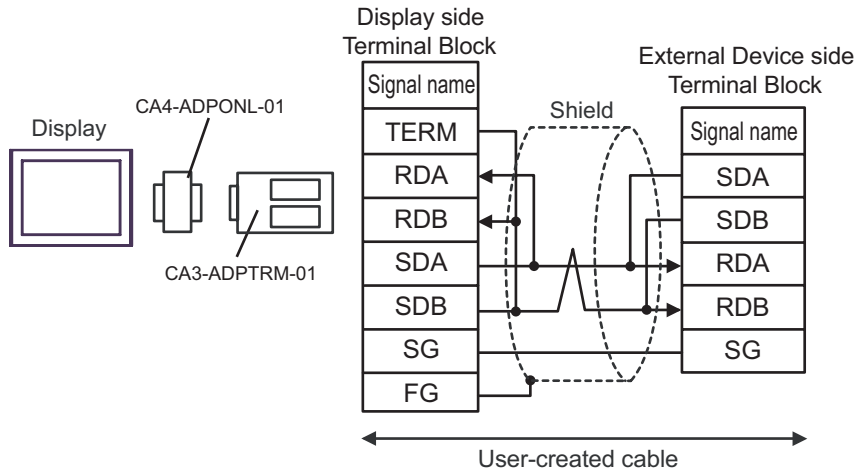 Display side
Terminal Block
External Device side
Terminal Block
Display
CA4-ADPONL-01
CA3-ADPTRM-01
Shield
Signal name
TERM
RDA
RDB
SDA
SDB
SG
FG
Signal name
SDA
SDB
RDA
RDB
SG
User-created cable